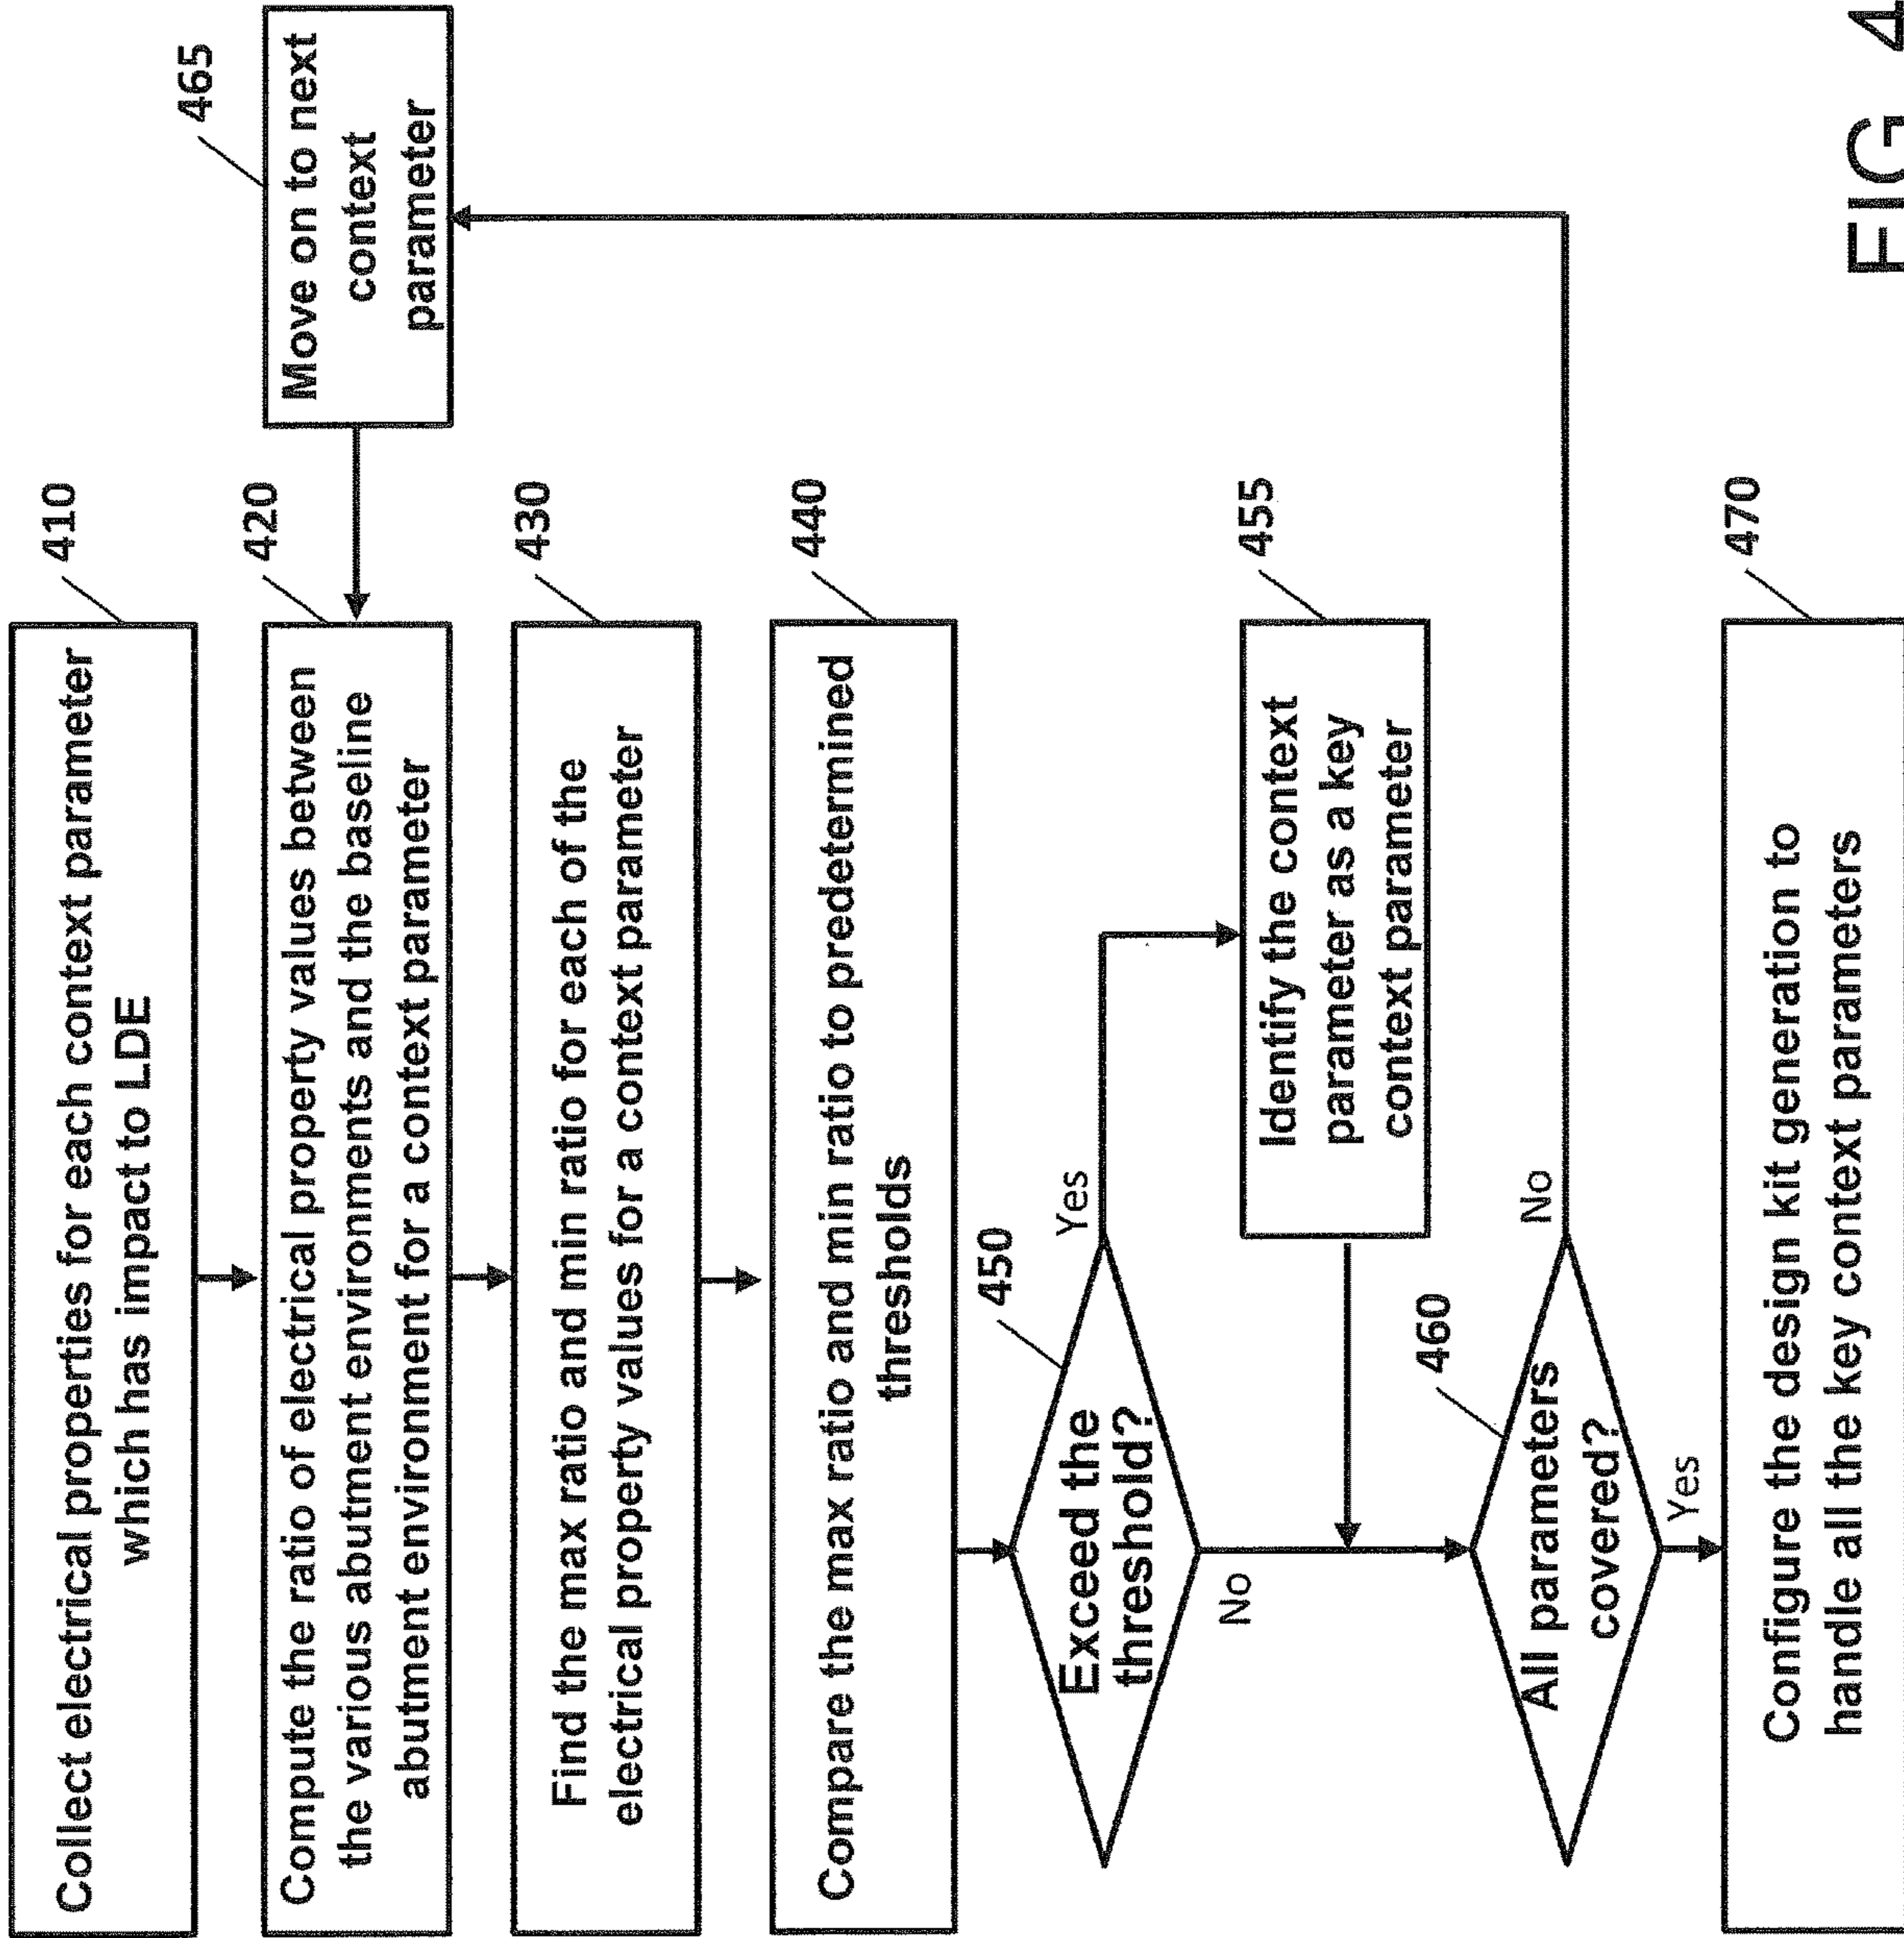 410
Collect electrical properties for each context parameter
which has impact to LDE
465
Move on to next
context
parameter
420
Compute the ratio of electrical property values between
the various abutment environments and the baseline
abutment environment for a context parameter
430
Find the max ratio and min ratio for each of the
electrical property values for a context parameter
440
Compare the max ratio and min ratio to predetermined
thresholds
450
Exceed the
threshold?
Yes
No
455
Identify the context
parameter as a key
context parameter
460
All parameters
covered?
No
Yes
470
Configure the design kit generation to
handle all the key context parameters
FIG 4